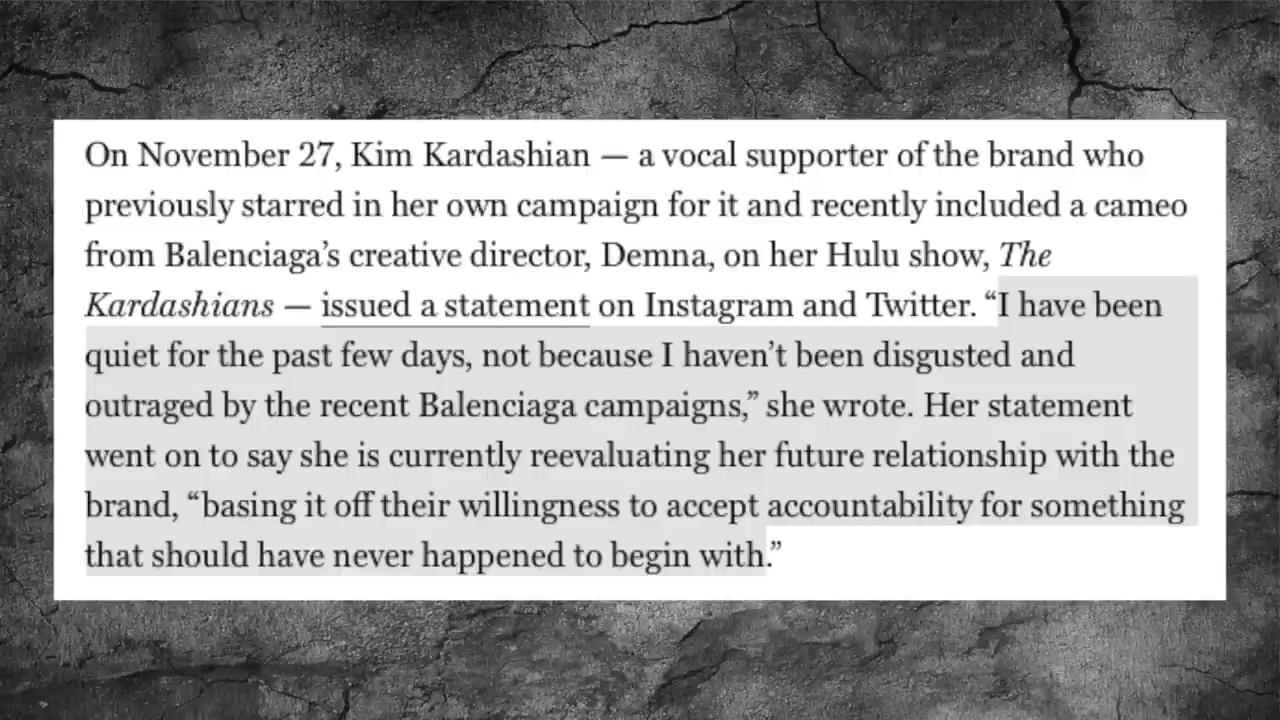 On November 27, Kim Kardashian — a vocal supporter of the brand who
previously starred in her own campaign for it and recently included a cameo
from Balenciaga’s creative director, Demna, on her Hulu show, The
Kardashians — issued a statement on Instagram and Twitter. “I have been
quiet for the past few days, not because I haven’t been disgusted and
outraged by the recent Balenciaga campaigns,” she wrote. Her statement
went on to say she is currently reevaluating her future relationship with the
brand, “basing it off their willingness to accept accountability for something
that should have never happened to begin with.”